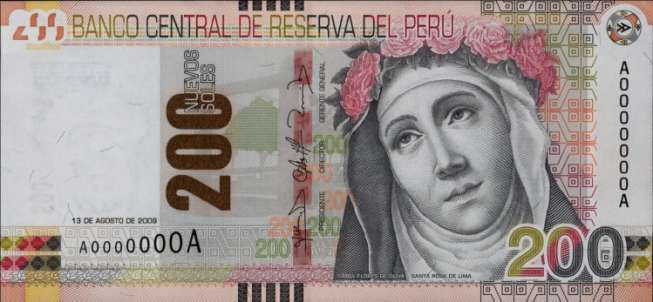 BANCO CENTRAL DE RESERVA DEL PERÚ
200
NUEVOS
SOLES
GERENTE GENERAL
DIRECTOR
PRESIDENTE
A0000000A
200
200
200
200
13 DE AGOSTO DE 2009
A0000000A
SANTA ROSA DE LIMA
200